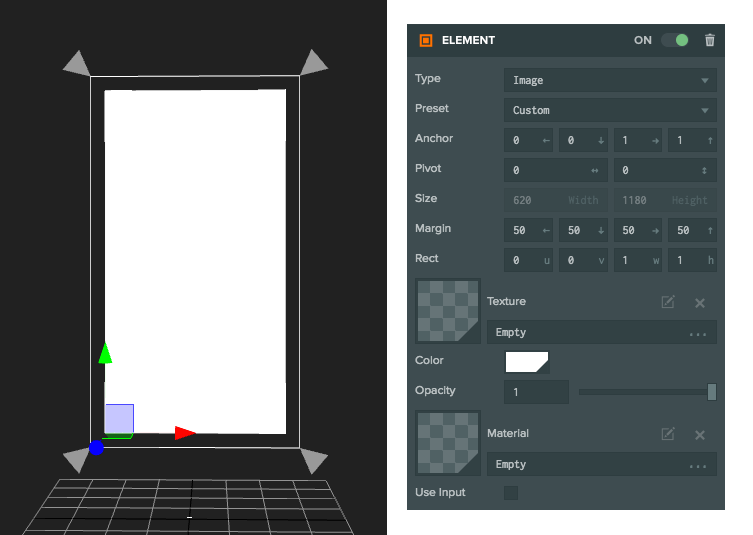 ELEMENT ON
Type Image
Preset Custom
Anchor 0 ← 0 ↓ 1 → 1 ↑
Pivot 0 ↔ 0 ↕
Size 620 Width 1180 Height
Margin 50 ← 50 ↓ 50 → 50 ↑
Rect 0 u 0 v 1 w 1 h
Texture
Empty ...
Color
Opacity 1
Material
Empty ...
Use Input